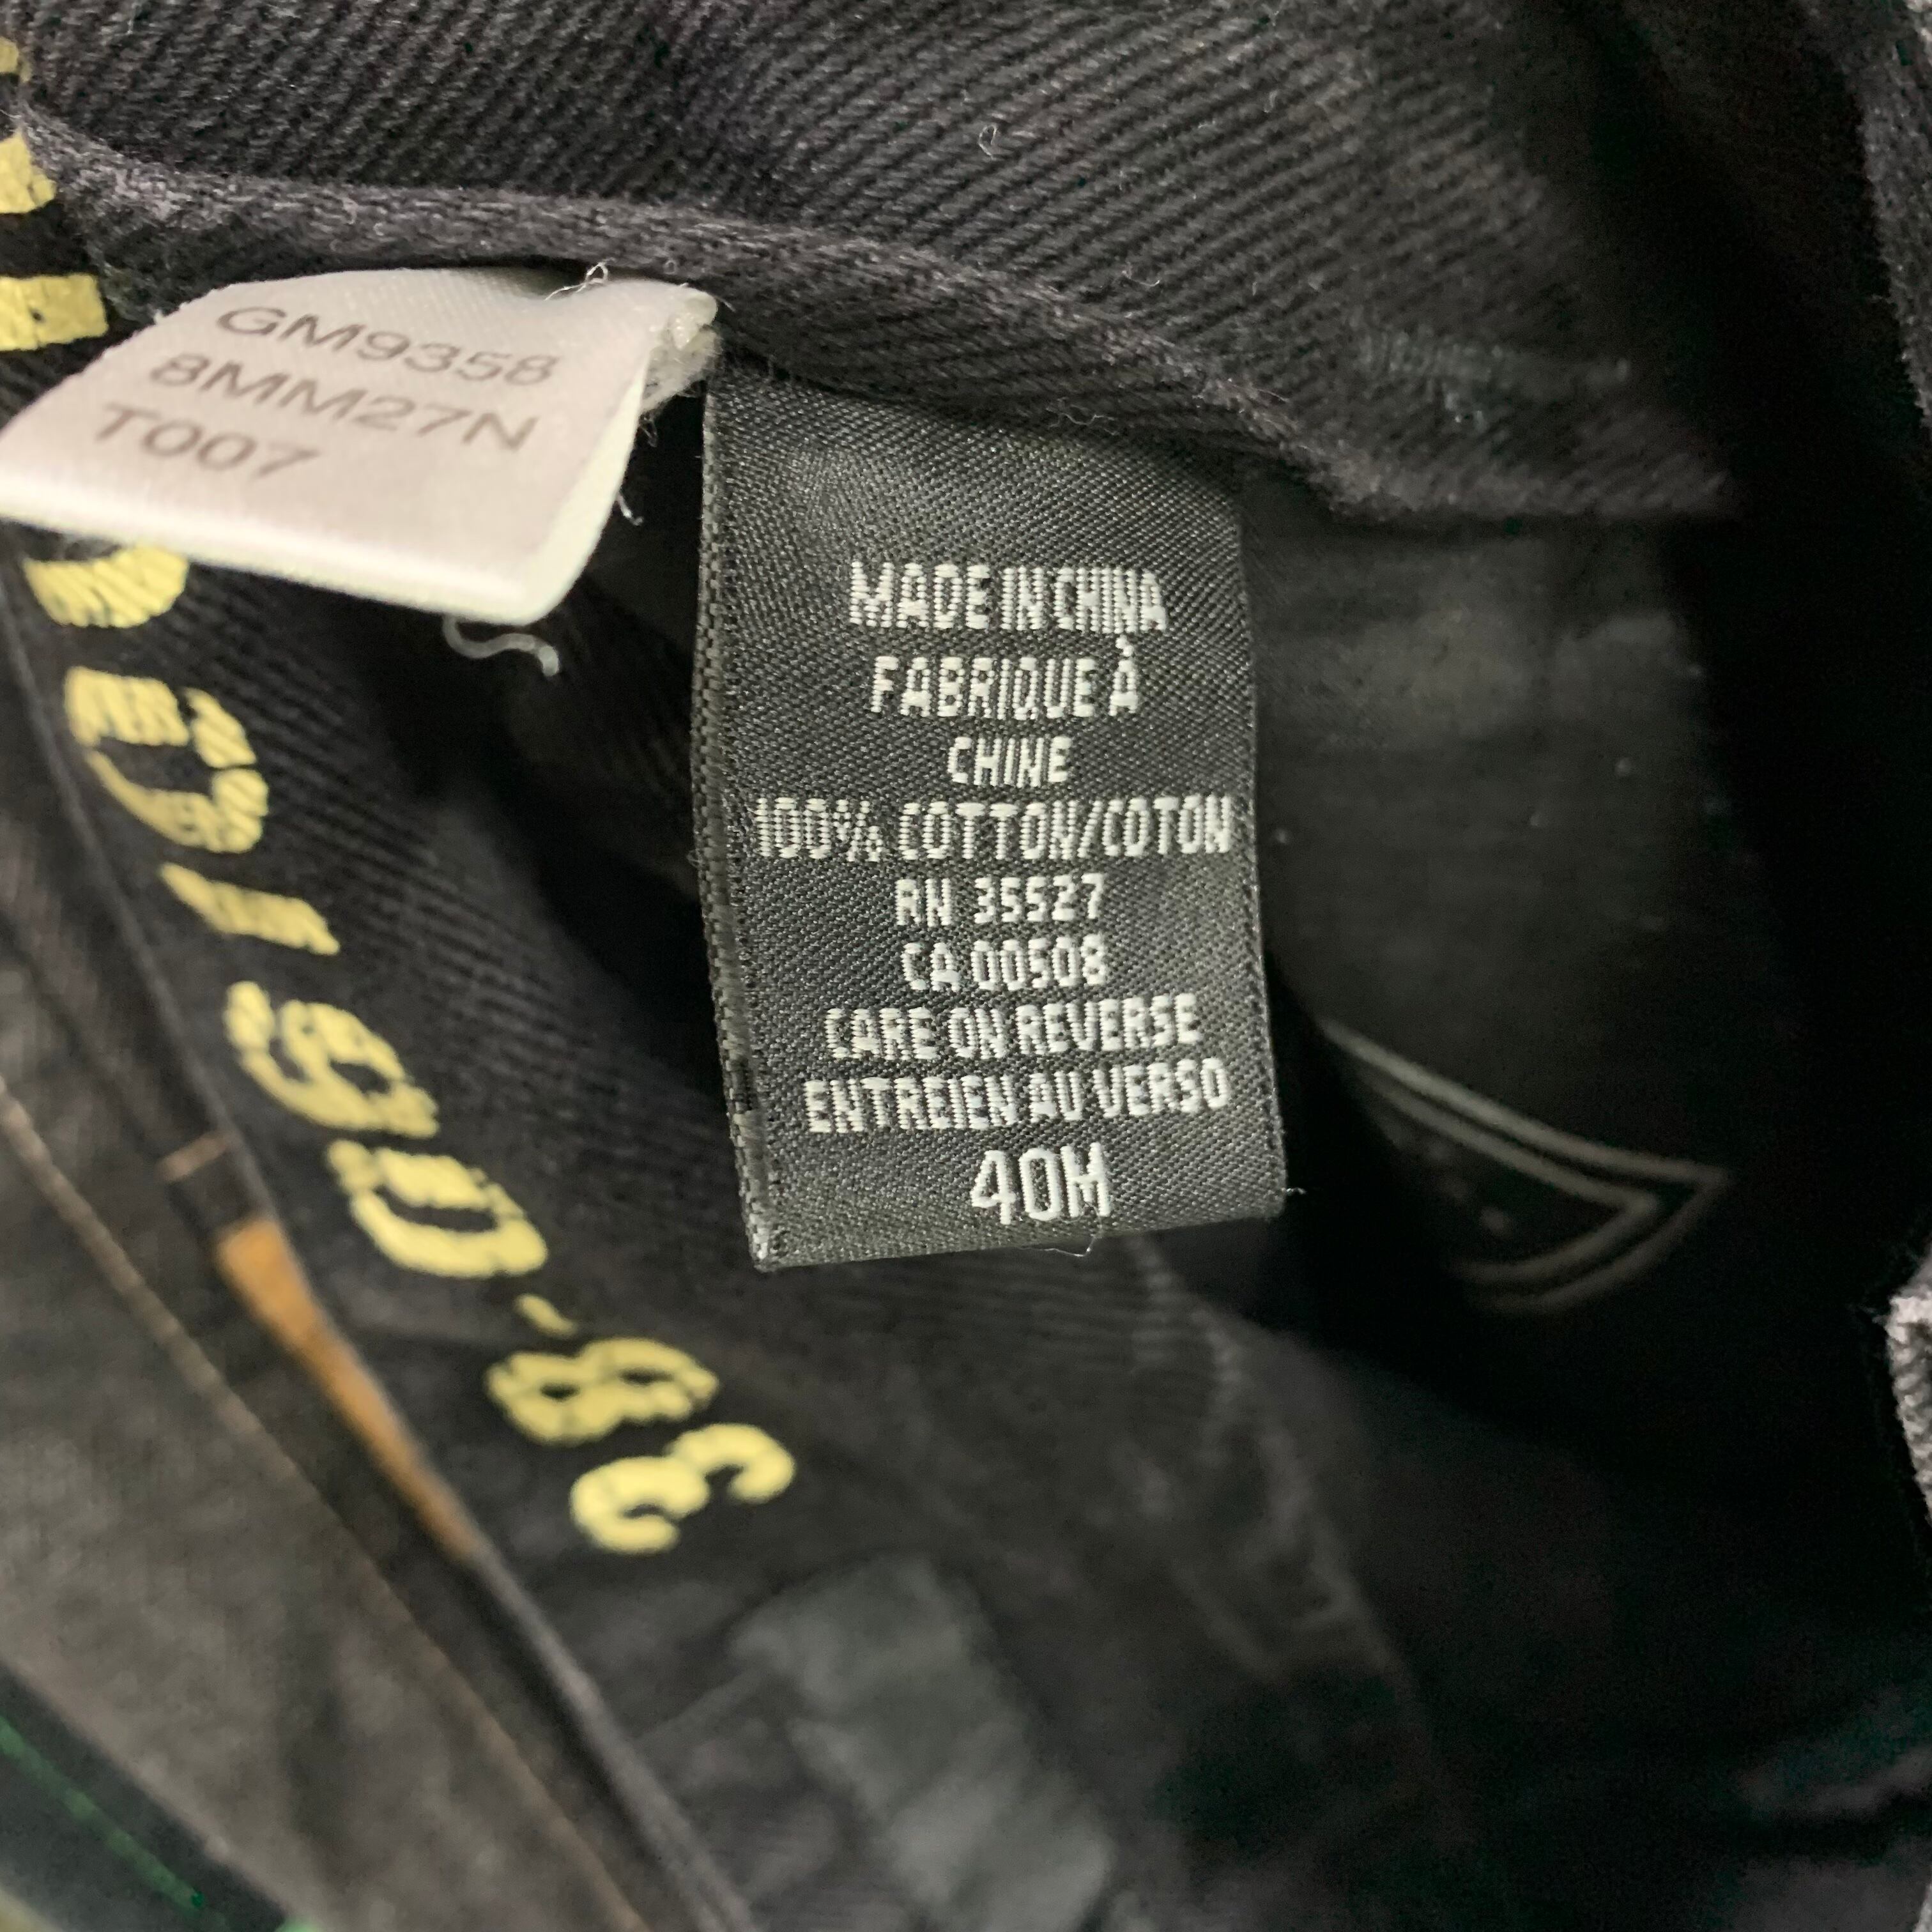 GM9358
8MM27N
T007
MADE IN CHINA
FABRIQUE À
CHINE
100% COTTON/COTON
RN 35527
CA 00508
CARE ON REVERSE
ENTREIEN AU VERSO
40M